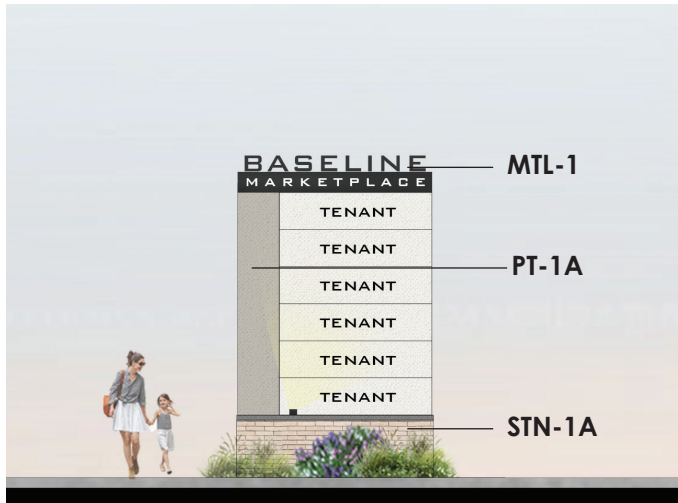 BASELINE
MTL-1
MARKETPLACE
TENANT
TENANT
PT-1A
TENANT
TENANT
TENANT
TENANT
STN-1A